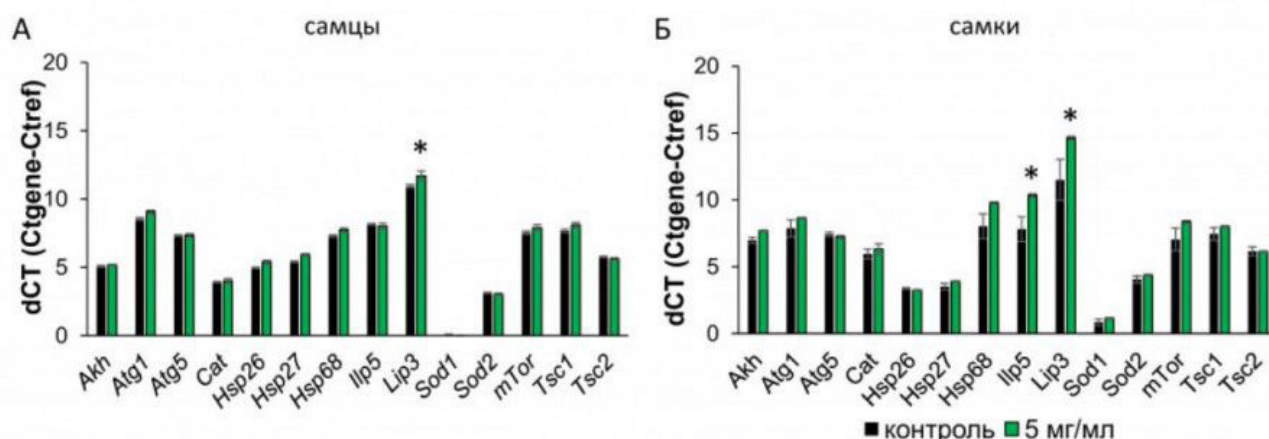 А
самцы
dCT (Ctgene-Ctref)
20
15
10
5
0
Akh
Atg1
Atg5
Cat
Hsp26
Hsp27
Hsp68
Ilp5
Lip3
Sod1
Sod2
mTor
Tsc1
Tsc2
*
Б
самки
dCT (Ctgene-Ctref)
20
15
10
5
0
Akh
Atg1
Atg5
Cat
Hsp26
Hsp27
Hsp68
Ilp5
Lip3
Sod1
Sod2
mTor
Tsc1
Tsc2
*
*
контроль 5 мг/мл